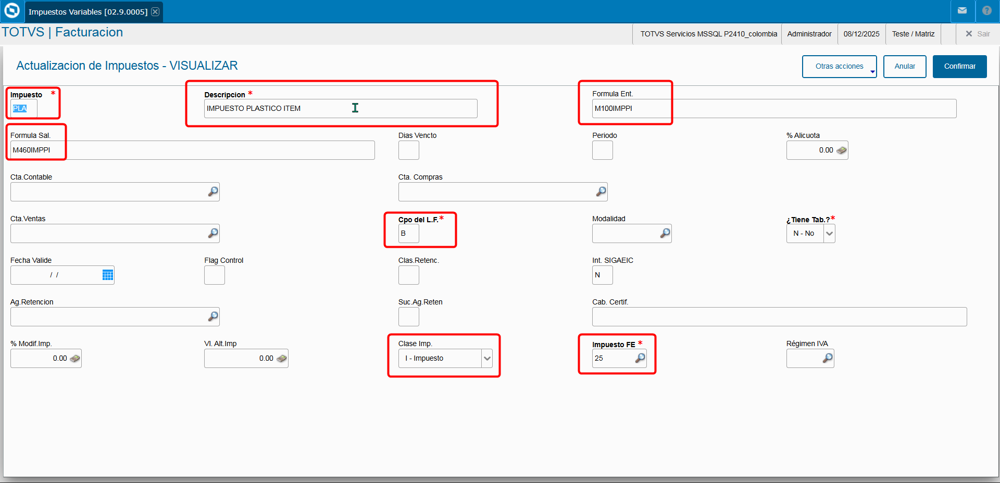 Impuestos Variables [02.9.0005]
TOTVS | Facturacion
TOTVS Servicios MSSQL P2410_colombia
Administrador
08/12/2025
Teste / Matriz
Sair
Actualizacion de Impuestos - VISUALIZAR
Otras acciones
Anular
Confirmar
Impuesto *
Descripcion *
Formula Ent.
PLA
IMPUESTO PLASTICO ITEM
M100IMPPI
Formula Sal.
Dias Vencto
Periodo
% Alicuota
M460IMPPI
0.00
Cta.Contable
Cta. Compras
Cta.Ventas
Cpo del L.F.*
Modalidad
¿Tiene Tab.?*
B
N - No
Fecha Valide
Flag Control
Clas.Retenc.
Int. SIGAEIC
/ /
N
Ag.Retencion
Suc.Ag.Reten
Cab. Certif.
% Modif.Imp.
Vl. Alt.Imp
Clase Imp.
Impuesto FE *
Régimen IVA
0.00
0.00
I - Impuesto
25